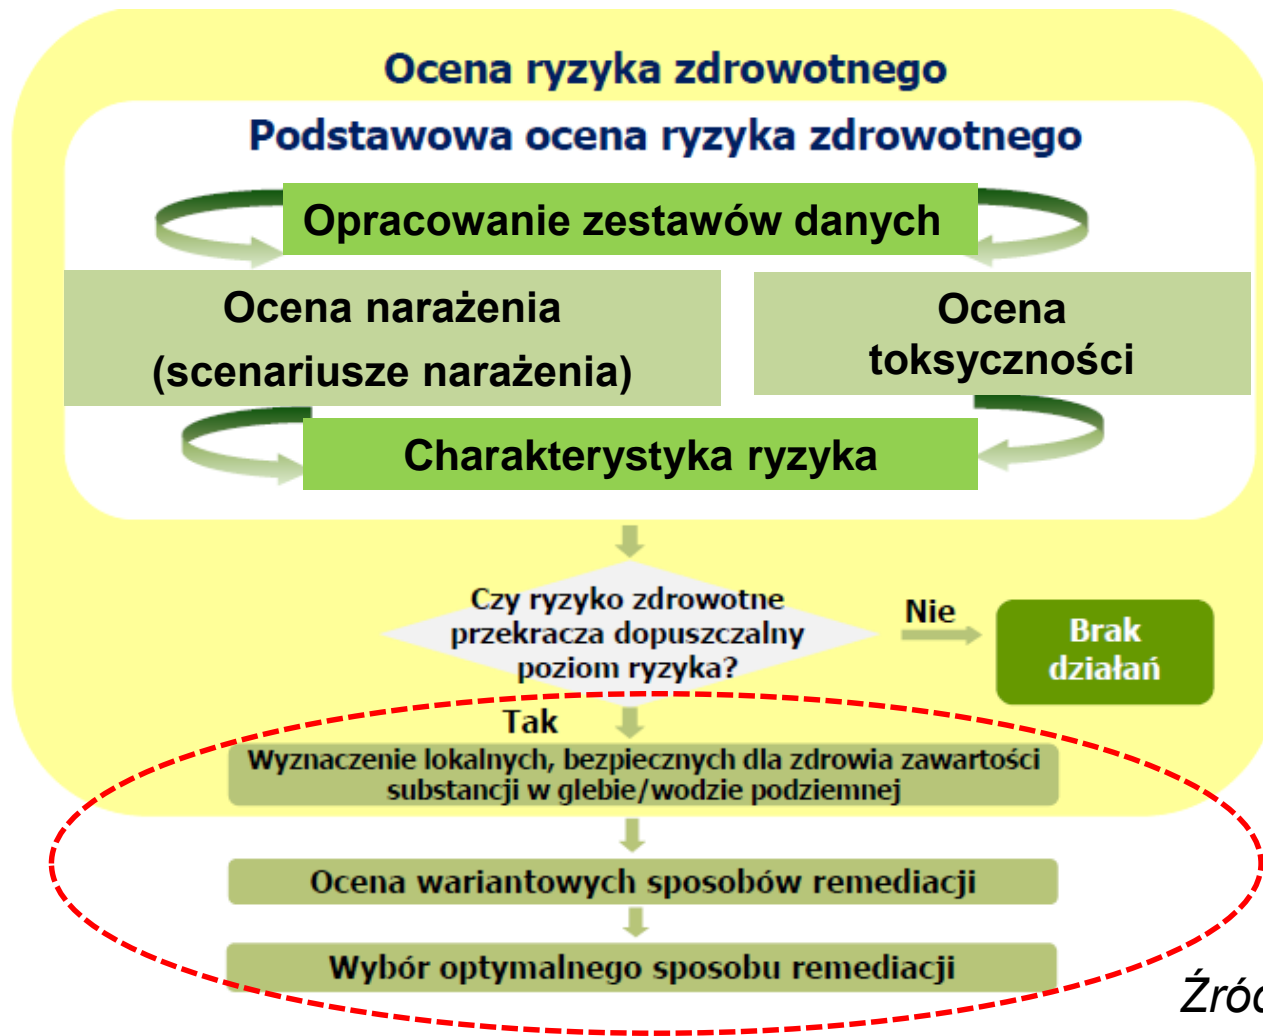 Ocena ryzyka zdrowotnego
Podstawowa ocena ryzyka zdrowotnego
Opracowanie zestawów danych
Ocena narażenia
(scenariusze narażenia)
Ocena
toksyczności
Charakterystyka ryzyka
Czy ryzyko zdrowotne
przekracza dopuszczalny
poziom ryzyka?
Nie
Brak
działań
Tak
Wyznaczenie lokalnych, bezpiecznych dla zdrowia zawartości
substancji w glebie/wodzie podziemnej
Ocena wariantowych sposobów remediacji
Wybór optymalnego sposobu remediacji